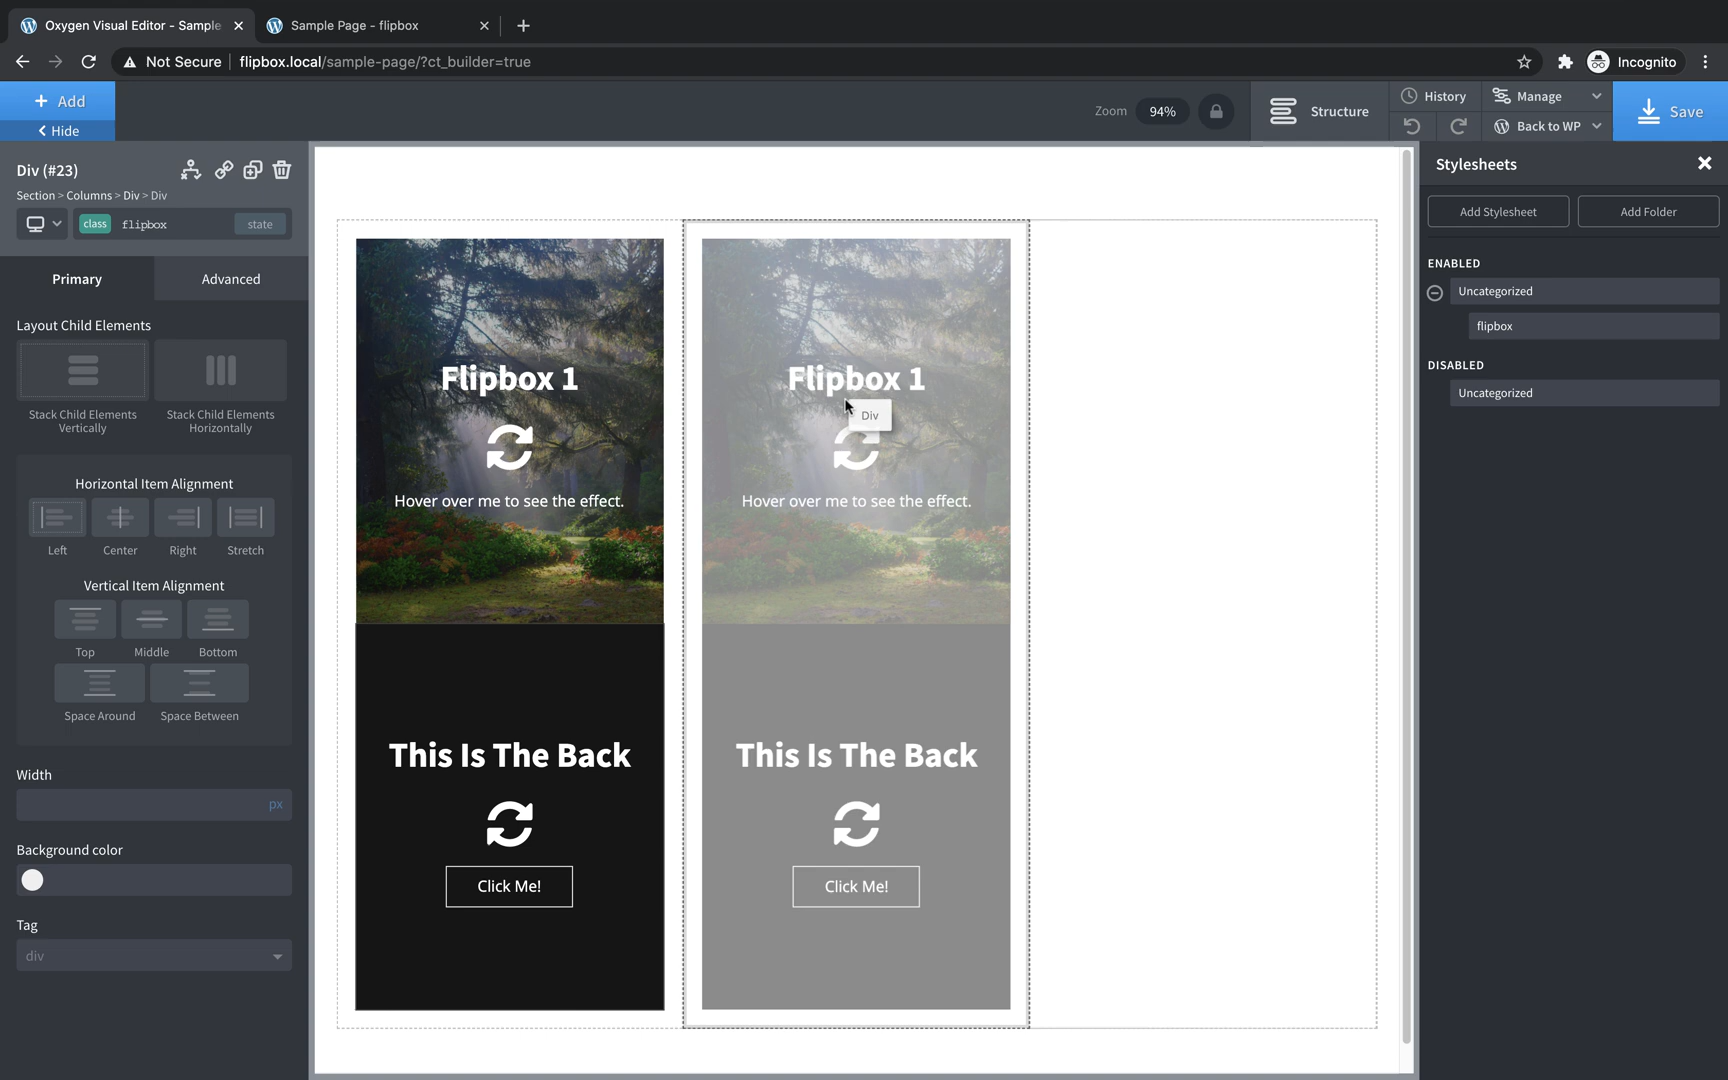 Oxygen Visual Editor - Sample
Sample Page - flipbox
Not Secure
flipbox.local/sample-page/?ct_builder=true
Incognito
+ Add
< Hide
Zoom
94%
Structure
History
Manage
Back to WP
Save
Div (#23)
Section > Columns > Div > Div
class
flipbox
state
Primary
Advanced
Layout Child Elements
Stack Child Elements
Vertically
Stack Child Elements
Horizontally
Horizontal Item Alignment
Left
Center
Right
Stretch
Vertical Item Alignment
Top
Middle
Bottom
Space Around
Space Between
Width
px
Background color
Tag
div
Flipbox 1
Hover over me to see the effect.
This Is The Back
Click Me!
Flipbox 1
Div
Hover over me to see the effect.
This Is The Back
Click Me!
Stylesheets
Add Stylesheet
Add Folder
ENABLED
Uncategorized
flipbox
DISABLED
Uncategorized